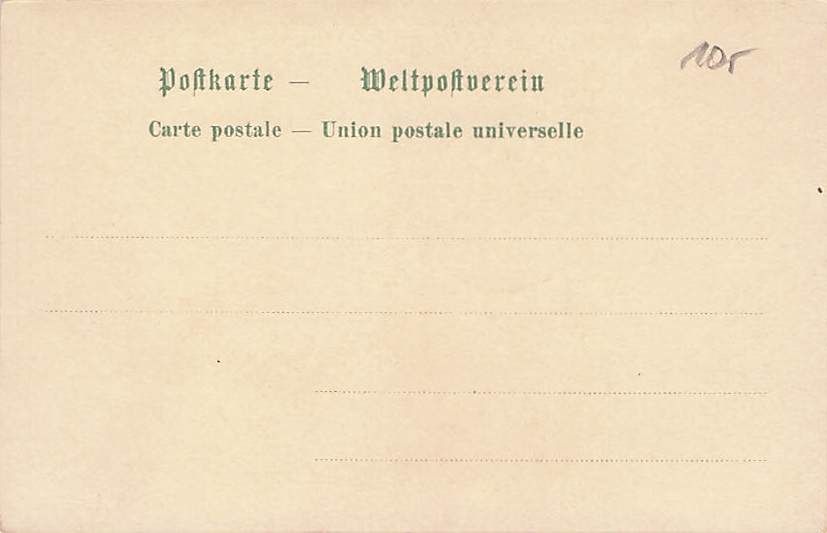 Postkarte — Weltpostverein
Carte postale — Union postale universelle